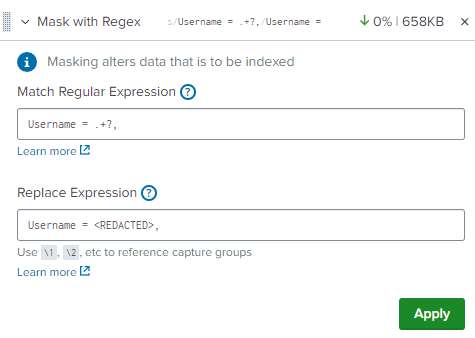 Mask with Regex s/Username = .+?,/Username = 0% | 658KB
Masking alters data that is to be indexed
Match Regular Expression
Username = .+?,
Learn more
Replace Expression
Username = <REDACTED>,
Use \1, \2, etc to reference capture groups
Learn more
Apply